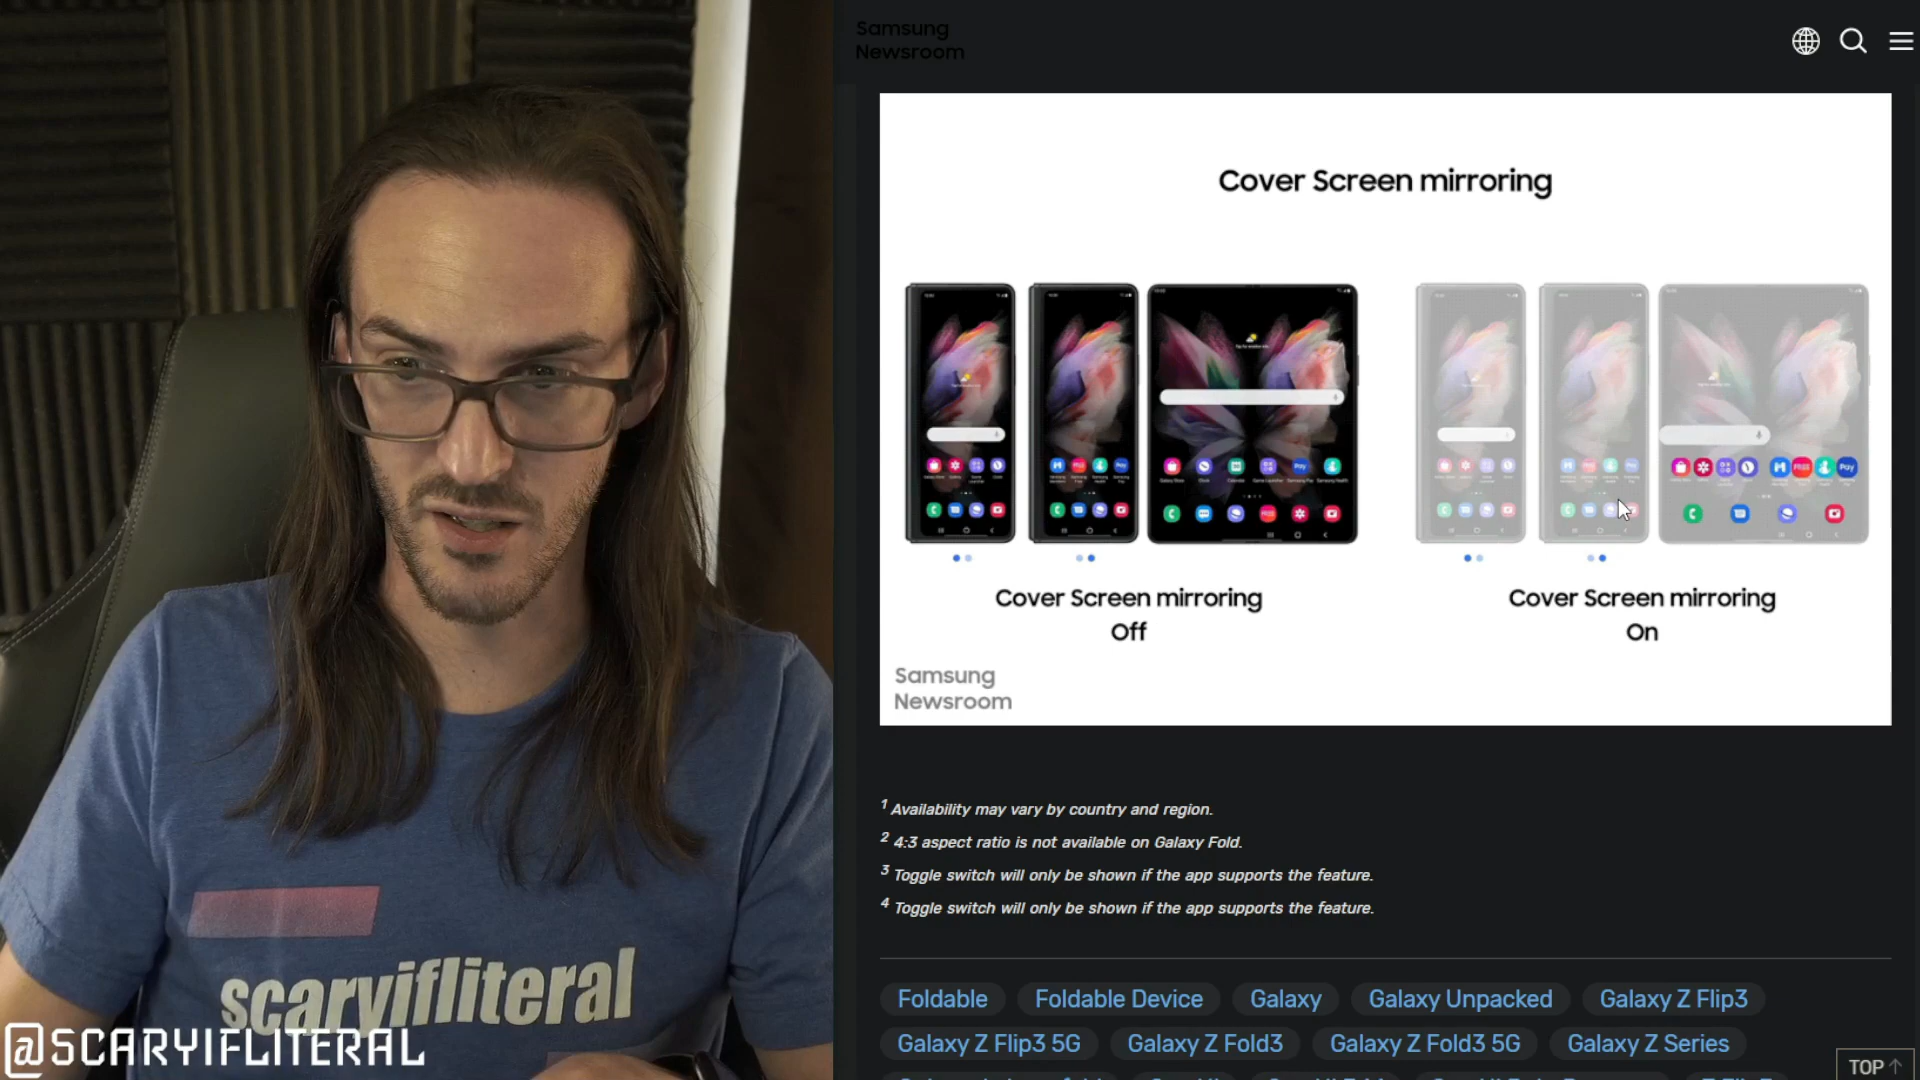 Samsung
Newsroom
Cover Screen mirroring
Cover Screen mirroring
Off
Cover Screen mirroring
On
Samsung
Newsroom
1 Availability may vary by country and region.
2 4:3 aspect ratio is not available on Galaxy Fold.
3 Toggle switch will only be shown if the app supports the feature.
4 Toggle switch will only be shown if the app supports the feature.
Foldable Foldable Device Galaxy Galaxy Unpacked Galaxy Z Flip3
Galaxy Z Flip3 5G Galaxy Z Fold3 Galaxy Z Fold3 5G Galaxy Z Series
TOP
scaryifliteral
@SCARYIFLITERAL